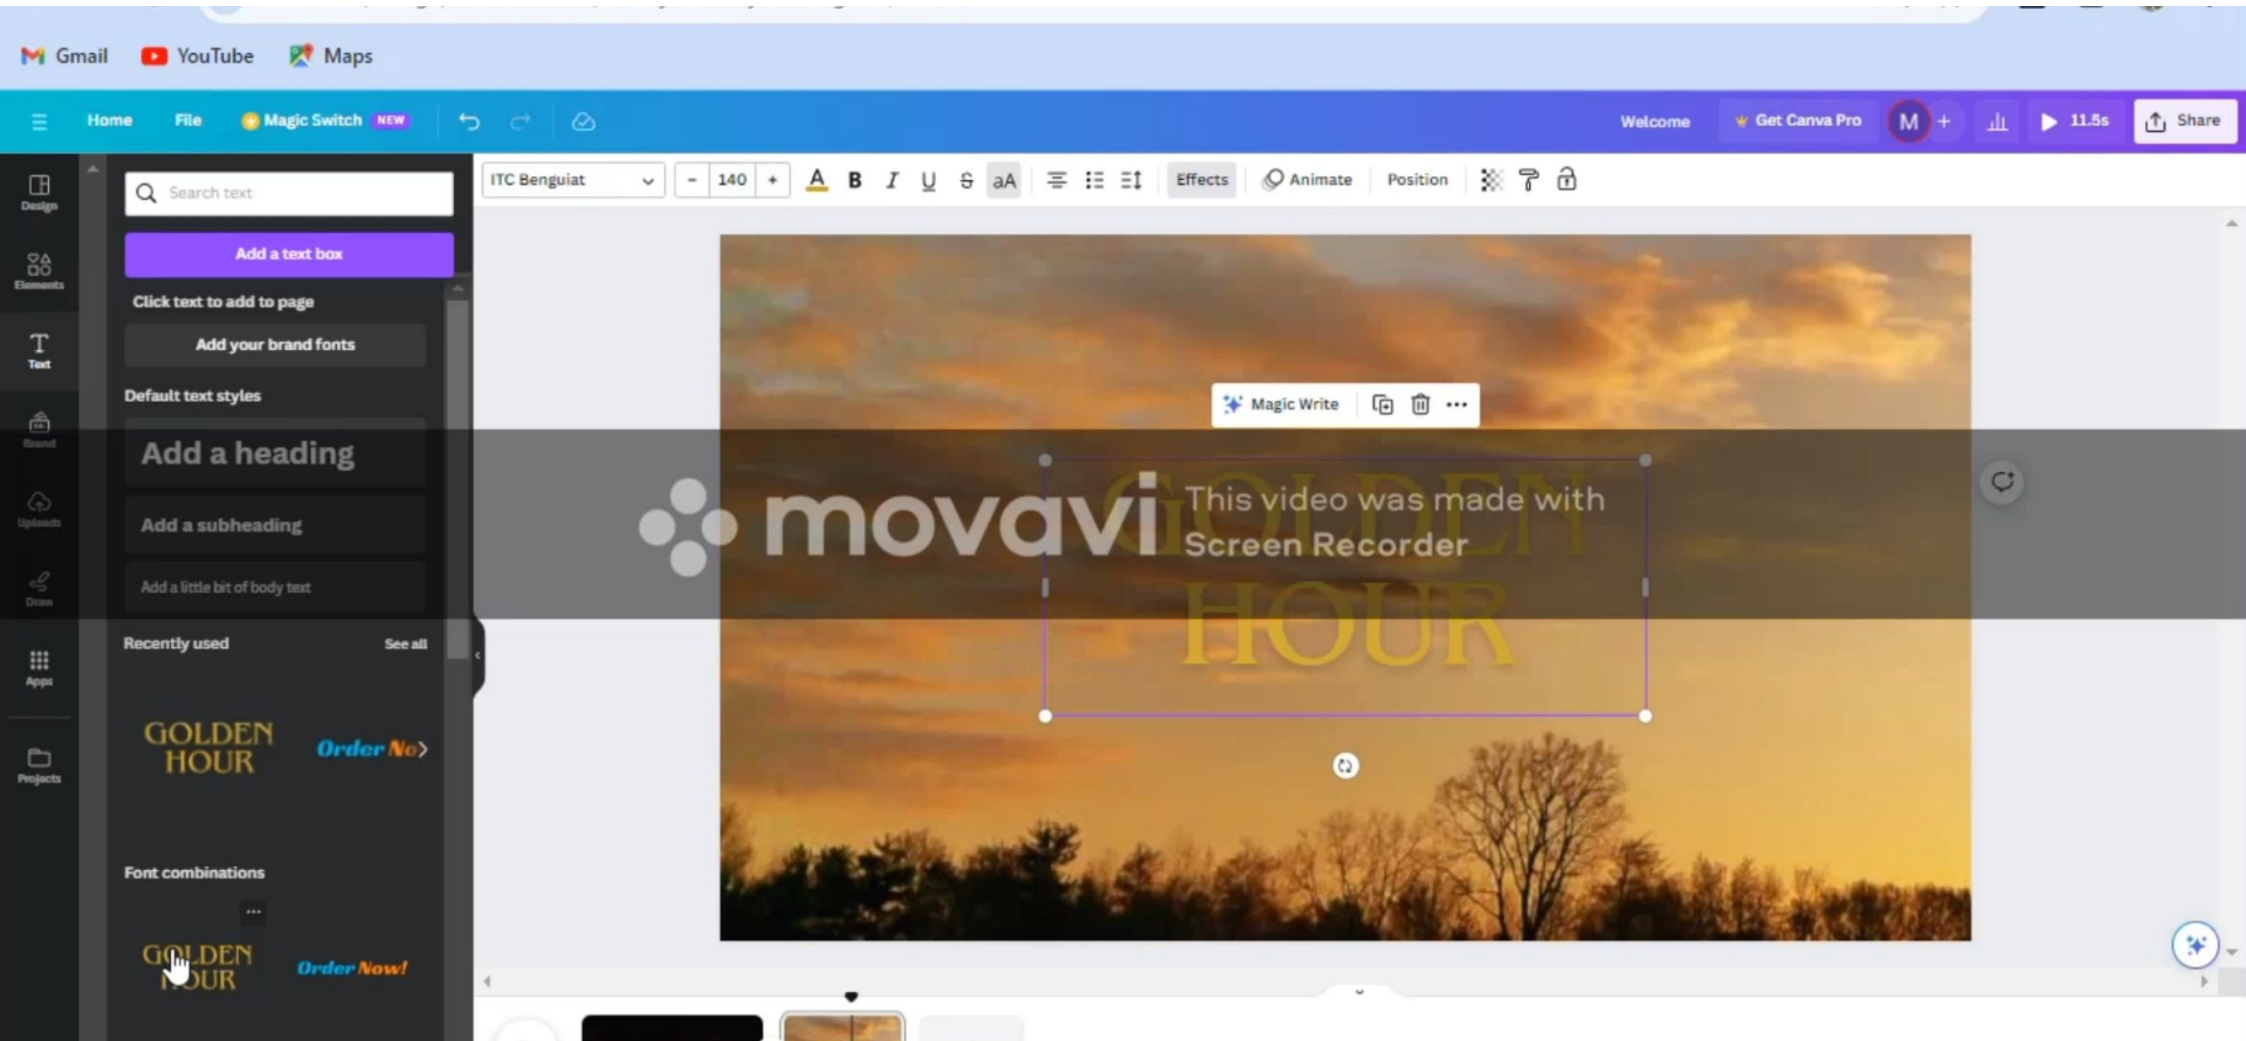 Gmail
YouTube
Maps
Home
File
Magic Switch NEW
Welcome
Get Canva Pro
M
+
11.5s
Share
Design
Elements
Text
Brand
Uploads
Draw
Apps
Projects
Search text
Add a text box
Click text to add to page
Add your brand fonts
Default text styles
Add a heading
Add a subheading
Add a little bit of body text
Recently used
See all
GOLDEN
HOUR
Order No
Font combinations
GOLDEN
HOUR
Order Now!
ITC Benguiat
- 140 +
A B I U S aA
Effects
Animate
Position
Magic Write
GOLDEN
HOUR
movavi
This video was made with
Screen Recorder